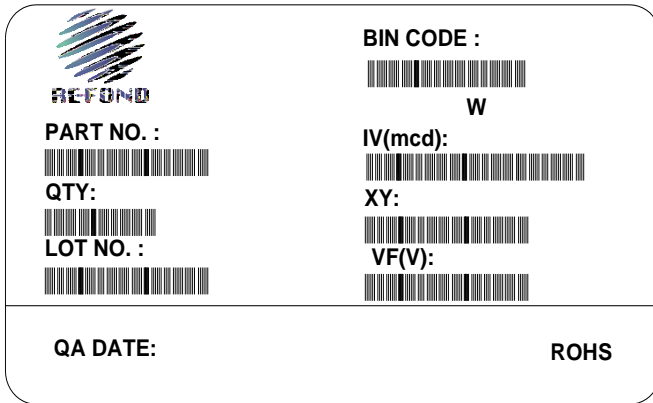 REFOND
BIN CODE :
W
PART NO. :
IV(mcd):
QTY:
XY:
LOT NO. :
VF(V):
QA DATE:
ROHS